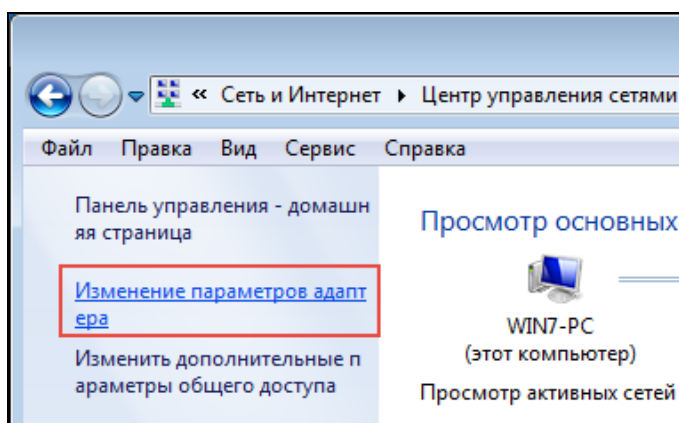 « Сеть и Интернет ▸ Центр управления сетями
Файл Правка Вид Сервис Справка
Панель управления - домашн
яя страница
Изменение параметров адапт
ера
Изменить дополнительные п
араметры общего доступа
Просмотр основных
WIN7-PC
(этот компьютер)
Просмотр активных сетей